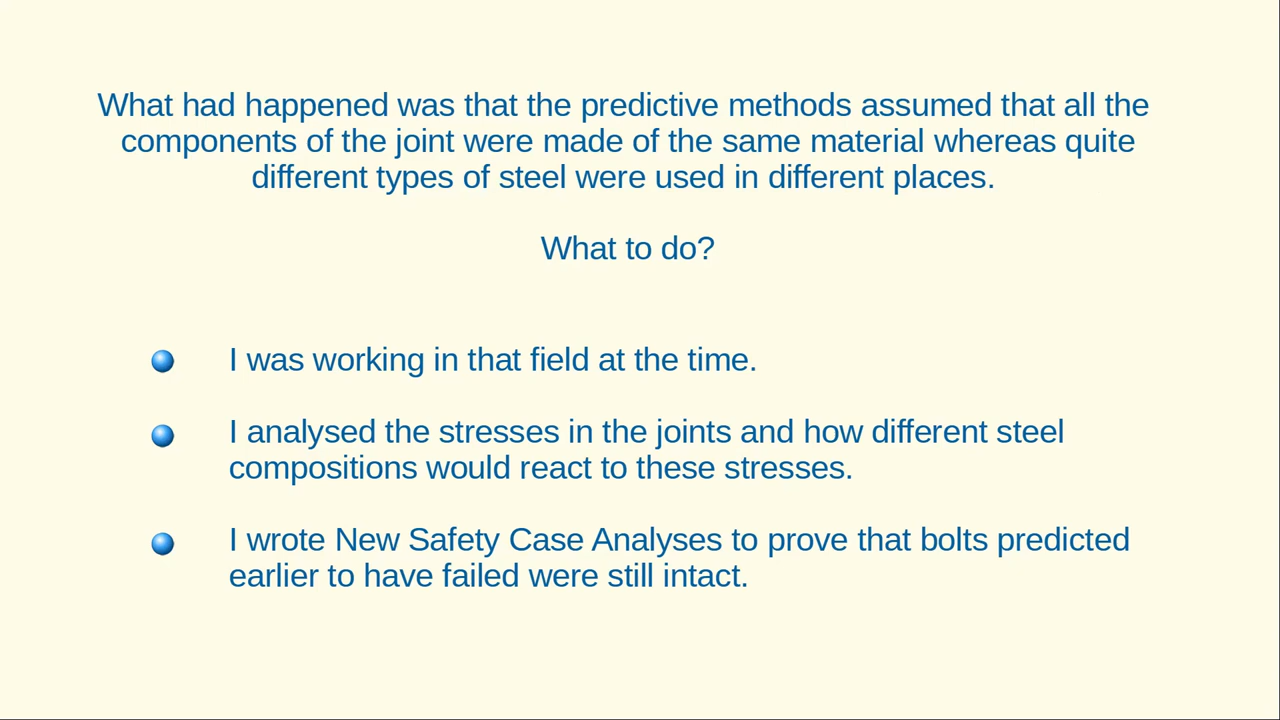 What had happened was that the predictive methods assumed that all the
components of the joint were made of the same material whereas quite
different types of steel were used in different places.
What to do?
I was working in that field at the time.
I analysed the stresses in the joints and how different steel
compositions would react to these stresses.
I wrote New Safety Case Analyses to prove that bolts predicted
earlier to have failed were still intact.